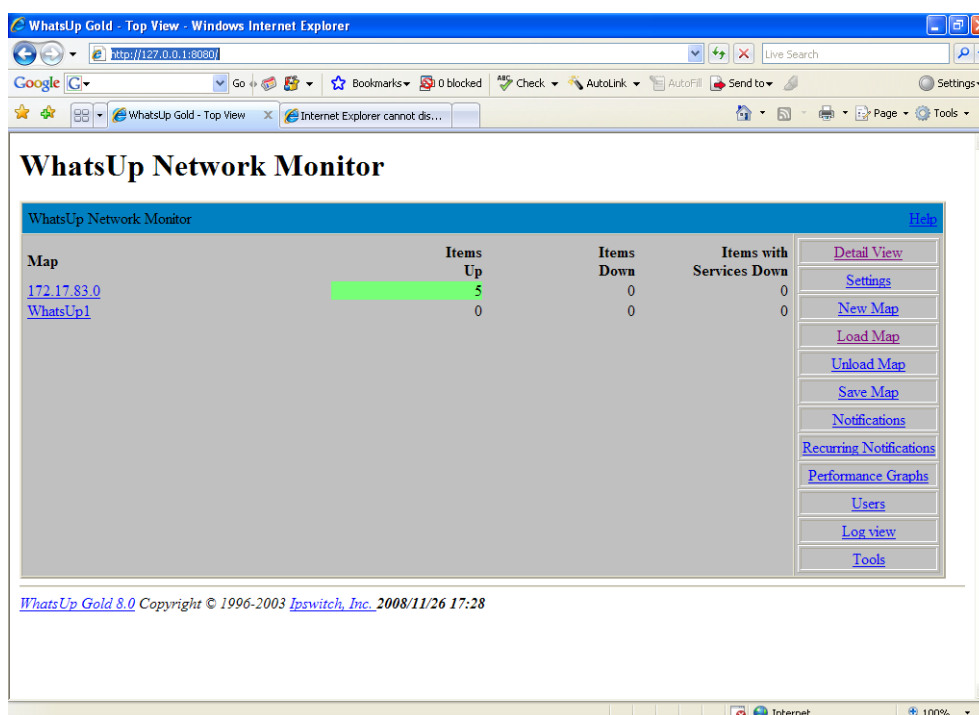 WhatsUp Gold - Top View - Windows Internet Explorer
http://127.0.0.1:8080/
Live Search
Google G Go Bookmarks 0 blocked ABC Check AutoLink AutoFill Send to Settings
WhatsUp Gold - Top View X Internet Explorer cannot dis... Page Tools
WhatsUp Network Monitor
WhatsUp Network Monitor Help
Map Items Up Items Down Items with Services Down
172.17.83.0 5 0 0
WhatsUp1 0 0 0
Detail View
Settings
New Map
Load Map
Unload Map
Save Map
Notifications
Recurring Notifications
Performance Graphs
Users
Log view
Tools
WhatsUp Gold 8.0 Copyright © 1996-2003 Ipswitch, Inc. 2008/11/26 17:28
Internet 100%